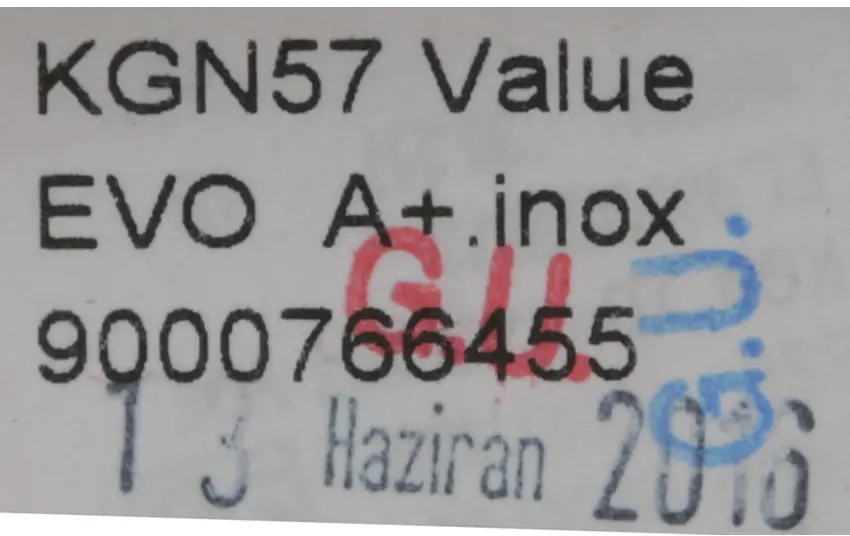 KGN57 Value
EVO A+.inox
9000766455
G.U.
G.U.
13 Haziran 2016